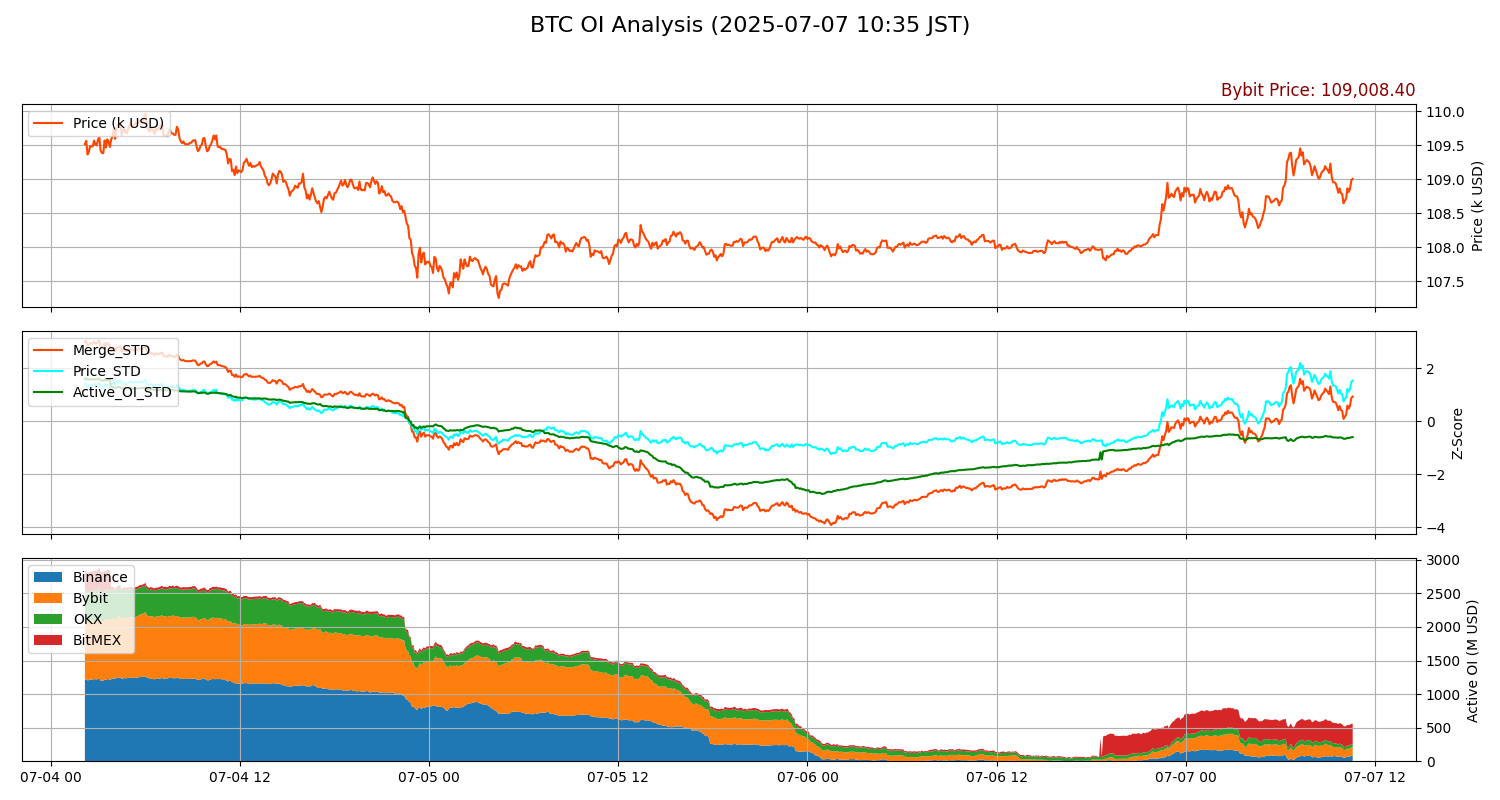 BTC OI Analysis (2025-07-07 10:35 JST)
Bybit Price: 109,008.40
Price (k USD)
110.0
109.5
109.0
108.5
108.0
107.5
Price (k USD)
Merge_STD
Price_STD
Active_OI_STD
2
0
−2
−4
Z-Score
Binance
Bybit
OKX
BitMEX
3000
2500
2000
1500
1000
500
0
Active OI (M USD)
07-04 00
07-04 12
07-05 00
07-05 12
07-06 00
07-06 12
07-07 00
07-07 12